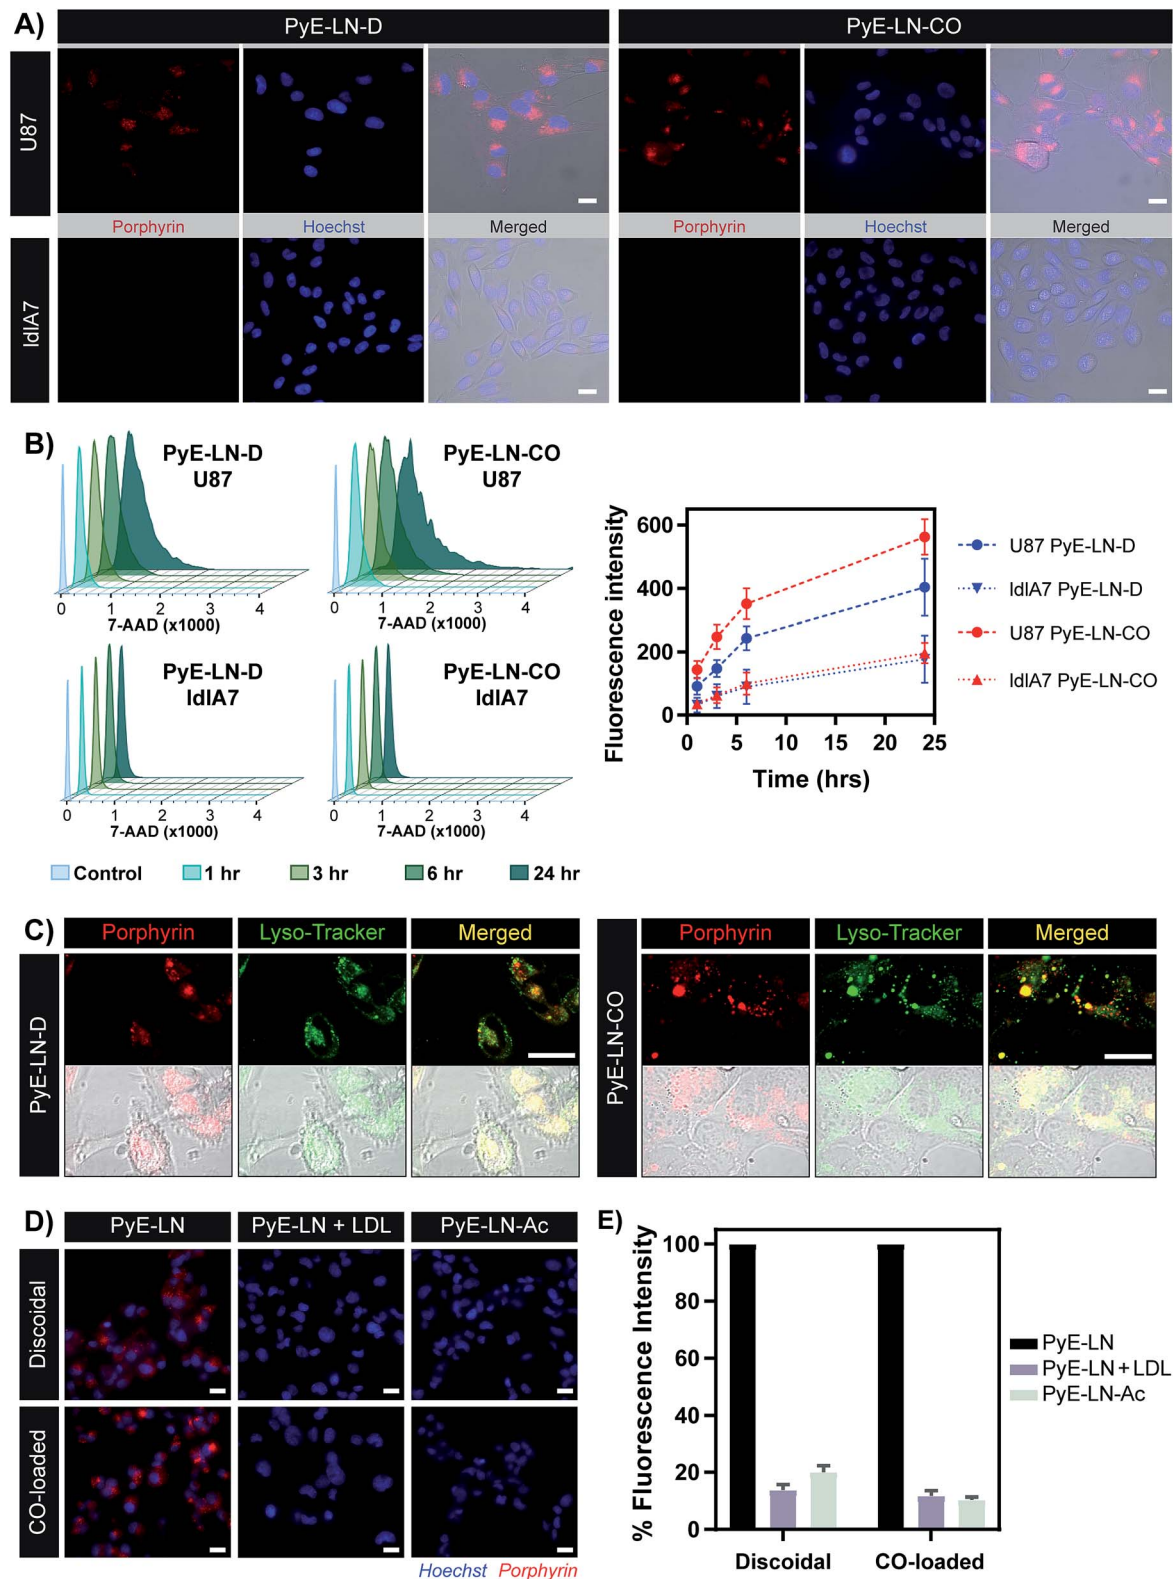 A)
PyE-LN-D
PyE-LN-CO
U87
Porphyrin
Hoechst
Merged
Porphyrin
Hoechst
Merged
ldlA7
B)
PyE-LN-D
U87
0 1 2 3 4
7-AAD (x1000)
PyE-LN-CO
U87
0 1 2 3 4
7-AAD (x1000)
PyE-LN-D
ldlA7
0 1 2 3 4
7-AAD (x1000)
PyE-LN-CO
ldlA7
0 1 2 3 4
7-AAD (x1000)
Control
1 hr
3 hr
6 hr
24 hr
Fluorescence intensity
600
400
200
0
0 5 10 15 20 25
Time (hrs)
U87 PyE-LN-D
ldlA7 PyE-LN-D
U87 PyE-LN-CO
ldlA7 PyE-LN-CO
C)
Porphyrin
Lyso-Tracker
Merged
PyE-LN-D
Porphyrin
Lyso-Tracker
Merged
PyE-LN-CO
D)
PyE-LN
PyE-LN + LDL
PyE-LN-Ac
Discoidal
CO-loaded
Hoechst Porphyrin
E)
% Fluorescence Intensity
100
80
60
40
20
0
Discoidal
CO-loaded
PyE-LN
PyE-LN + LDL
PyE-LN-Ac